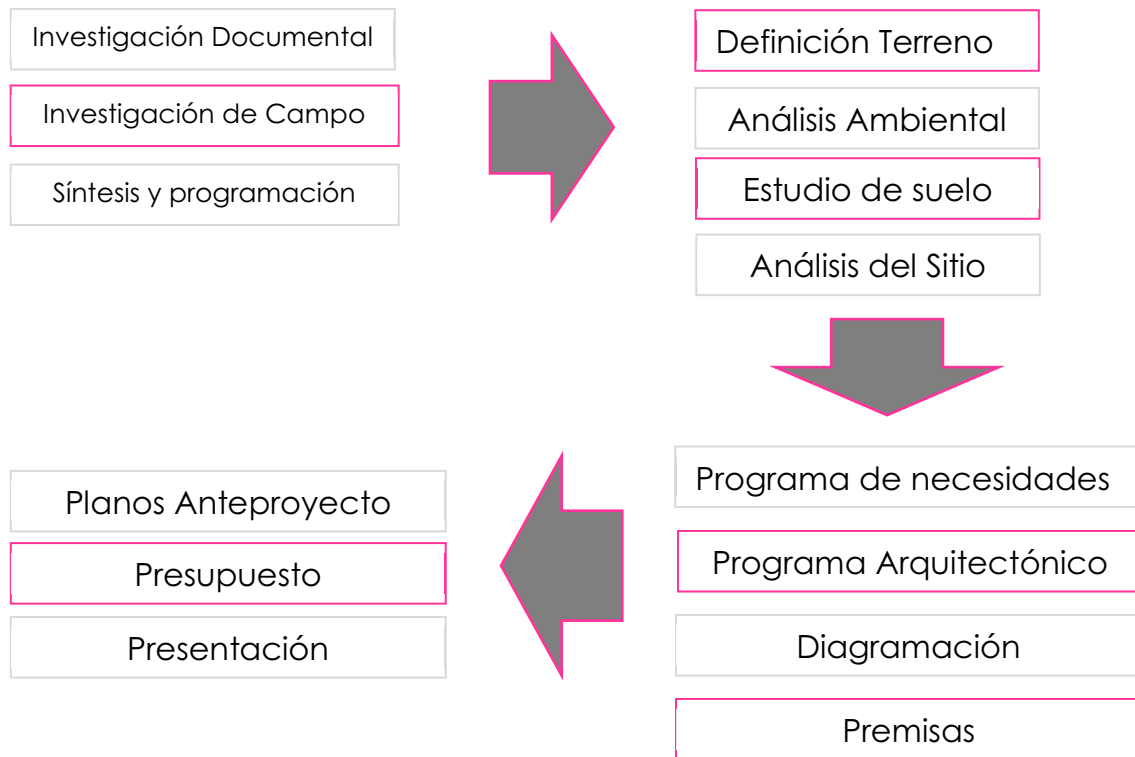 Investigación Documental
Investigación de Campo
Síntesis y programación
Definición Terreno
Análisis Ambiental
Estudio de suelo
Análisis del Sitio
Programa de necesidades
Programa Arquitectónico
Diagramación
Premisas
Planos Anteproyecto
Presupuesto
Presentación